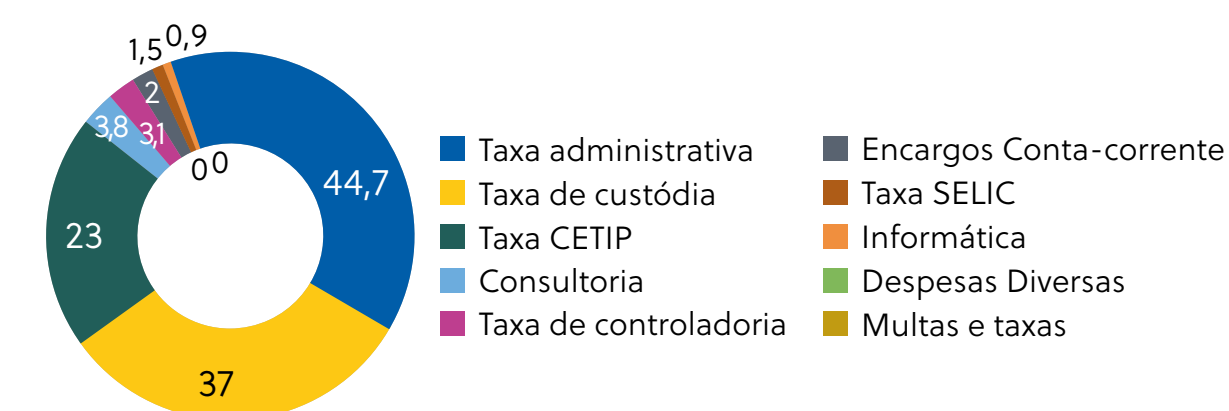 1,5
0,9
2
3,8
3,1
0
0
44,7
23
37
Taxa administrativa
Taxa de custódia
Taxa CETIP
Consultoria
Taxa de controladoria
Encargos Conta-corrente
Taxa SELIC
Informática
Despesas Diversas
Multas e taxas